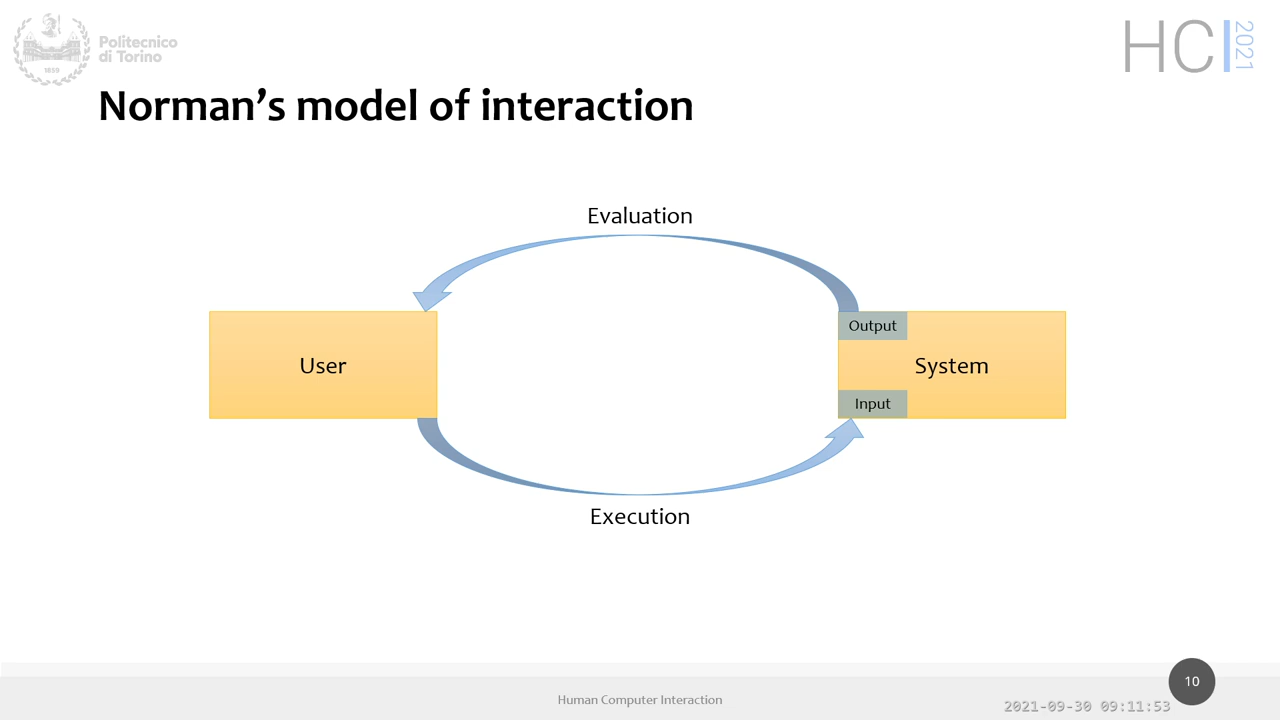 Politecnico
di Torino
1859
HCI
2021
Norman’s model of interaction
Evaluation
Output
User
System
Input
Execution
10
Human Computer Interaction
2021-09-30 09:11:53